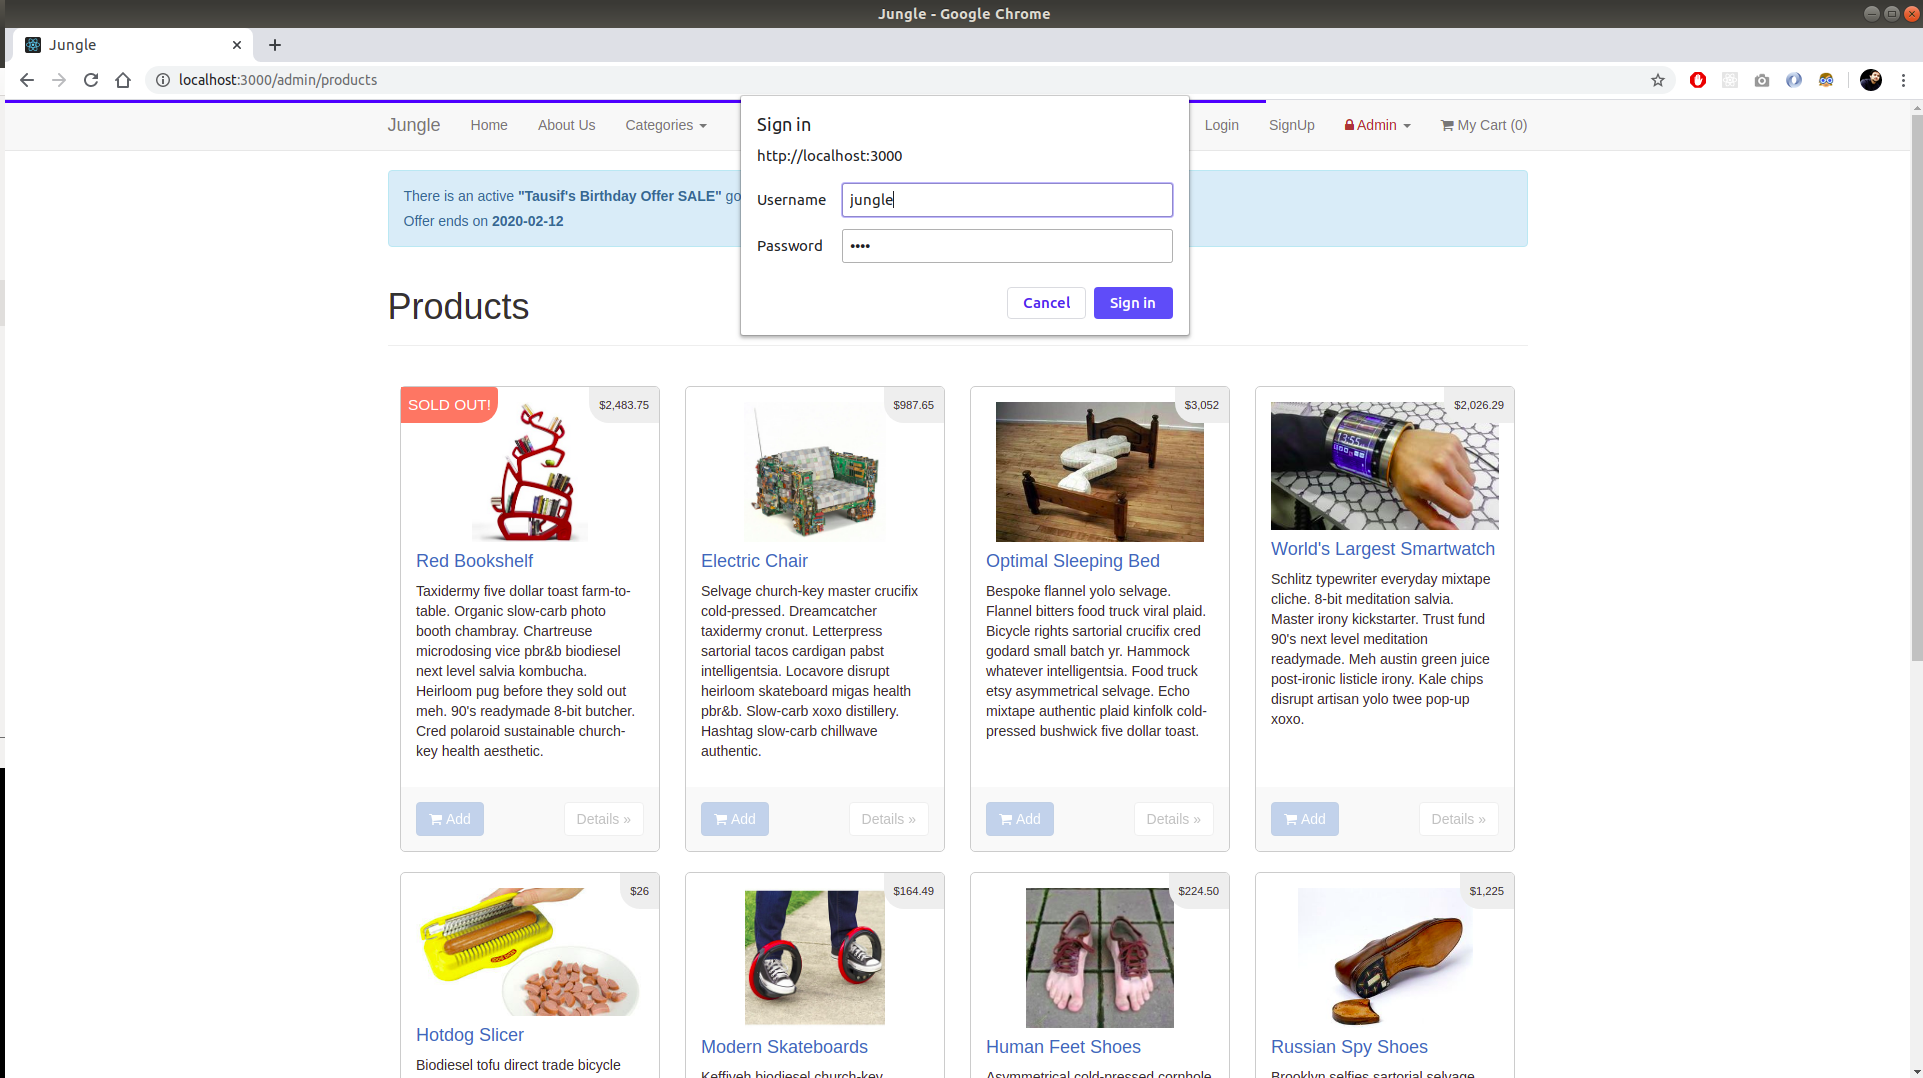 Jungle - Google Chrome
Jungle
localhost:3000/admin/products
Jungle Home About Us Categories
Login SignUp Admin My Cart (0)
Sign in
http://localhost:3000
Username jungle
Password ••••
Cancel Sign in
There is an active "Tausif's Birthday Offer SALE" go
Offer ends on 2020-02-12
Products
SOLD OUT!
$2,483.75
Red Bookshelf
Taxidermy five dollar toast farm-to-
table. Organic slow-carb photo
booth chambray. Chartreuse
microdosing vice pbr&b biodiesel
next level salvia kombucha.
Heirloom pug before they sold out
meh. 90's readymade 8-bit butcher.
Cred polaroid sustainable church-
key health aesthetic.
Add Details »
$987.65
Electric Chair
Selvage church-key master crucifix
cold-pressed. Dreamcatcher
taxidermy cronut. Letterpress
sartorial tacos cardigan pabst
intelligentsia. Locavore disrupt
heirloom skateboard migas health
pbr&b. Slow-carb xoxo distillery.
Hashtag slow-carb chillwave
authentic.
Add Details »
$3,052
Optimal Sleeping Bed
Bespoke flannel yolo selvage.
Flannel bitters food truck viral plaid.
Bicycle rights sartorial crucifix cred
godard small batch yr. Hammock
whatever intelligentsia. Food truck
etsy asymmetrical selvage. Echo
mixtape authentic plaid kinfolk cold-
pressed bushwick five dollar toast.
Add Details »
$2,026.29
13:55
World's Largest Smartwatch
Schlitz typewriter everyday mixtape
cliche. 8-bit meditation salvia.
Master irony kickstarter. Trust fund
90's next level meditation
readymade. Meh austin green juice
post-ironic listicle irony. Kale chips
disrupt artisan yolo twee pop-up
xoxo.
Add Details »
$26
Hotdog Slicer
Biodiesel tofu direct trade bicycle
$164.49
Modern Skateboards
Keffiyeh biodiesel church-key
$224.50
Human Feet Shoes
Asymmetrical cold-pressed cornhole
$1,225
Russian Spy Shoes
Brooklyn selfies sartorial selvage